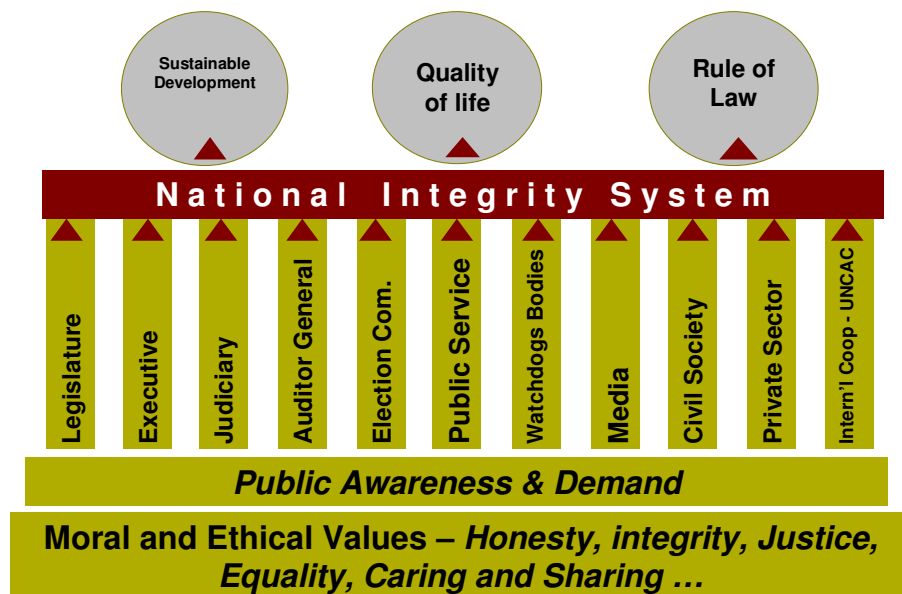 Sustainable
Development
Quality
of life
Rule of
Law
National Integrity System
Legislature
Executive
Judiciary
Auditor General
Election Com.
Public Service
Watchdogs Bodies
Media
Civil Society
Private Sector
Intern'l Coop - UNCAC
Public Awareness & Demand
Moral and Ethical Values – Honesty, integrity, Justice,
Equality, Caring and Sharing …